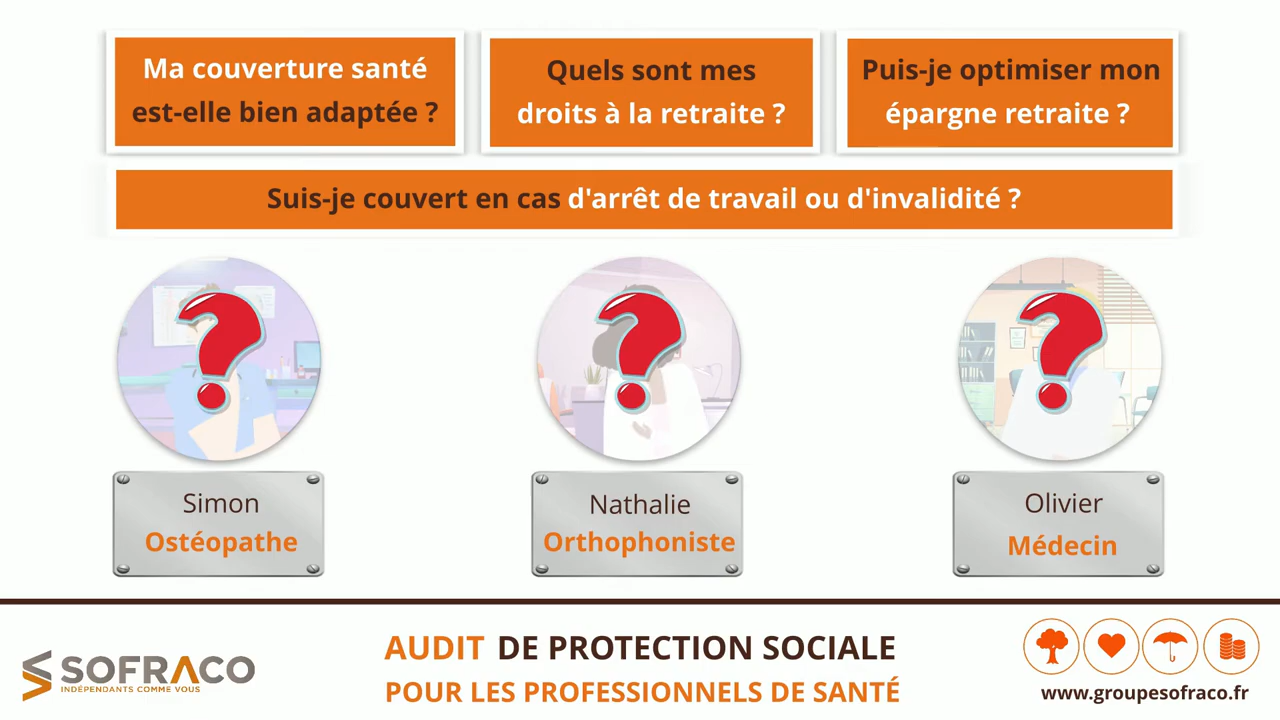 Ma couverture santé
est-elle bien adaptée ?
Quels sont mes
droits à la retraite ?
Puis-je optimiser mon
épargne retraite ?
Suis-je couvert en cas d'arrêt de travail ou d'invalidité ?
Simon
Ostéopathe
Nathalie
Orthophoniste
Olivier
Médecin
SOFRACO
INDÉPENDANTS COMME VOUS
AUDIT DE PROTECTION SOCIALE
POUR LES PROFESSIONNELS DE SANTÉ
www.groupesofraco.fr